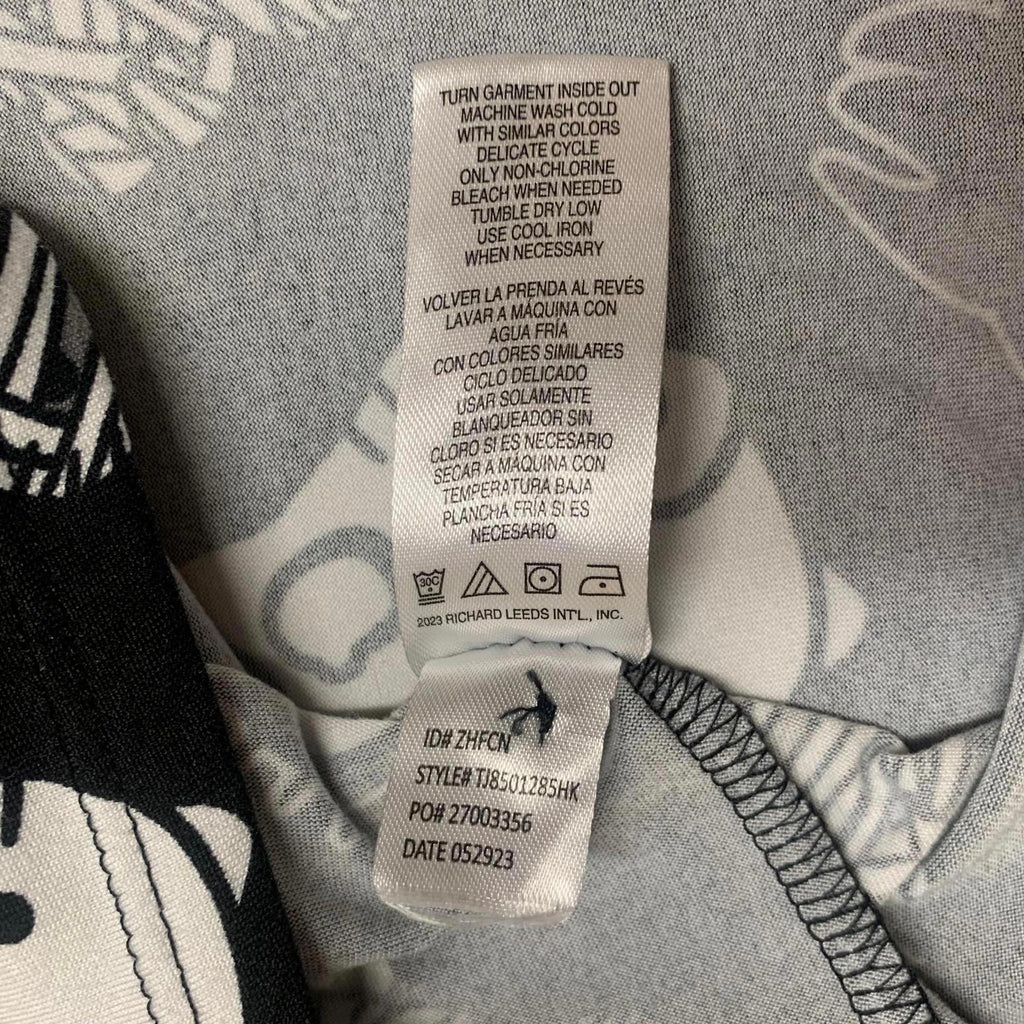 TURN GARMENT INSIDE OUT
MACHINE WASH COLD
WITH SIMILAR COLORS
DELICATE CYCLE
ONLY NON-CHLORINE
BLEACH WHEN NEEDED
TUMBLE DRY LOW
USE COOL IRON
WHEN NECESSARY
VOLVER LA PRENDA AL REVÉS
LAVAR A MÁQUINA CON
AGUA FRÍA
CON COLORES SIMILARES
CICLO DELICADO
USAR SOLAMENTE
BLANQUEADOR SIN
CLORO SI ES NECESARIO
SECAR A MÁQUINA CON
TEMPERATURA BAJA
PLANCHA FRÍA SI ES
NECESARIO
30C
2023 RICHARD LEEDS INT'L., INC.
ID# ZHFCN
STYLE# TJ8501285HK
PO# 27003356
DATE 052923